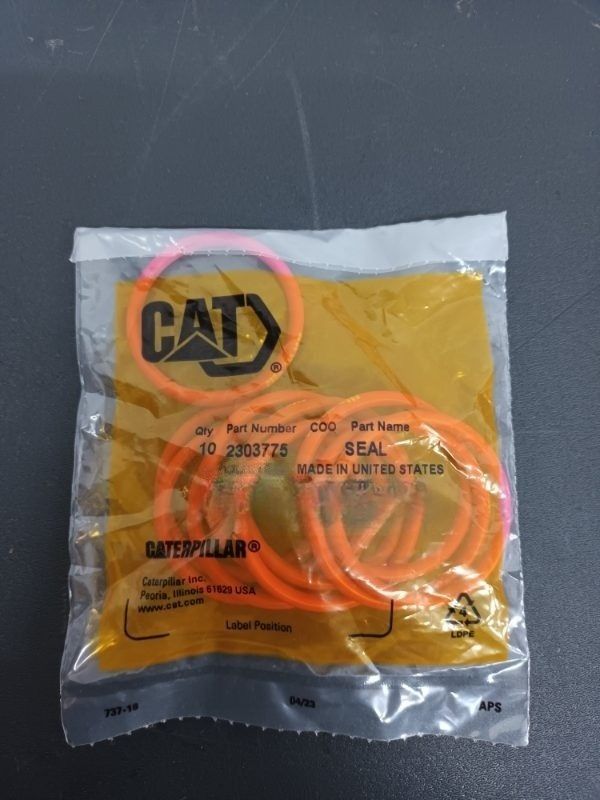 CAT®
Qty Part Number COO Part Name
10 2303775 SEAL
MADE IN UNITED STATES
CATERPILLAR®
Caterpillar Inc.
Peoria, Illinois 61629 USA
www.cat.com
Label Position
4
LDPE
737-18 04/23 APS